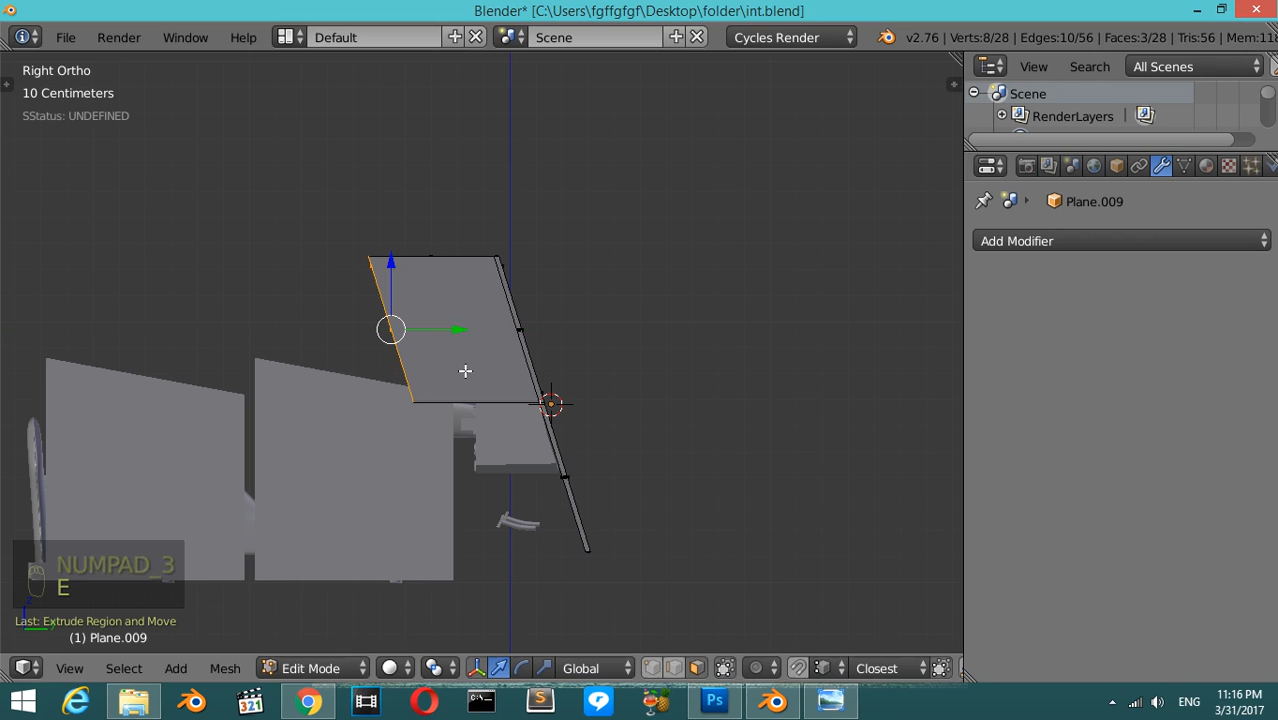 Blender* [C:\Users\fgffgfgf\Desktop\folder\int.blend]
File Render Window Help Default Scene Cycles Render v2.76 | Verts:8/28 | Edges:10/56 | Faces:3/28 | Tris:56 | Mem:11
Right Ortho
10 Centimeters
SStatus: UNDEFINED
View Search All Scenes
Scene
RenderLayers
Plane.009
Add Modifier
NUMPAD_3
E
Last: Extrude Region and Move
(1) Plane.009
View Select Add Mesh Edit Mode Global Closest
321
Ps
ENG
11:16 PM
3/31/2017